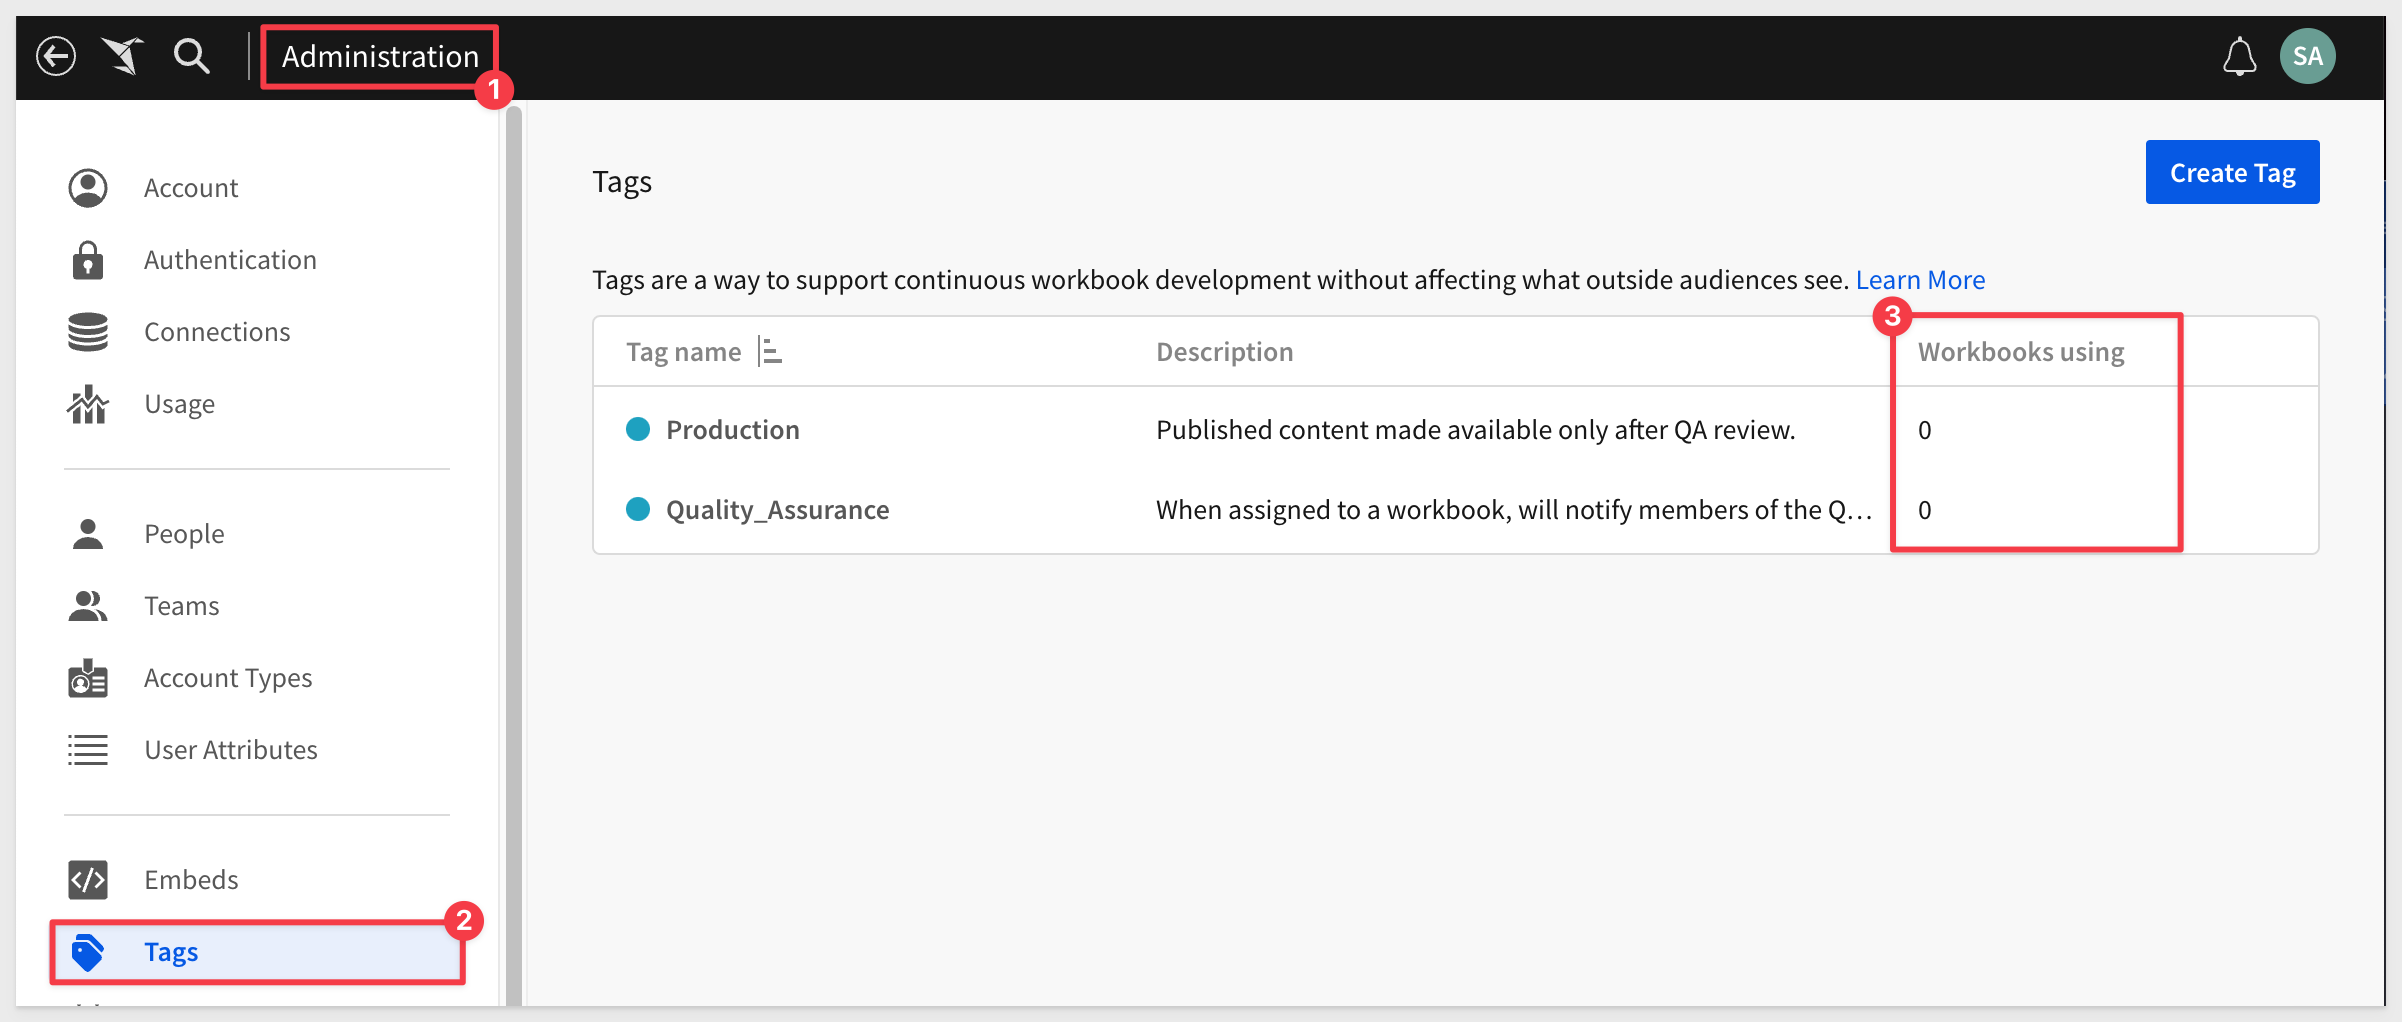 Administration
1
SA
Account
Authentication
Connections
Usage
People
Teams
Account Types
User Attributes
Embeds
2
Tags
Tags
Create Tag
Tags are a way to support continuous workbook development without affecting what outside audiences see. Learn More
3
Tag name Description Workbooks using
Production Published content made available only after QA review. 0
Quality_Assurance When assigned to a workbook, will notify members of the Q... 0